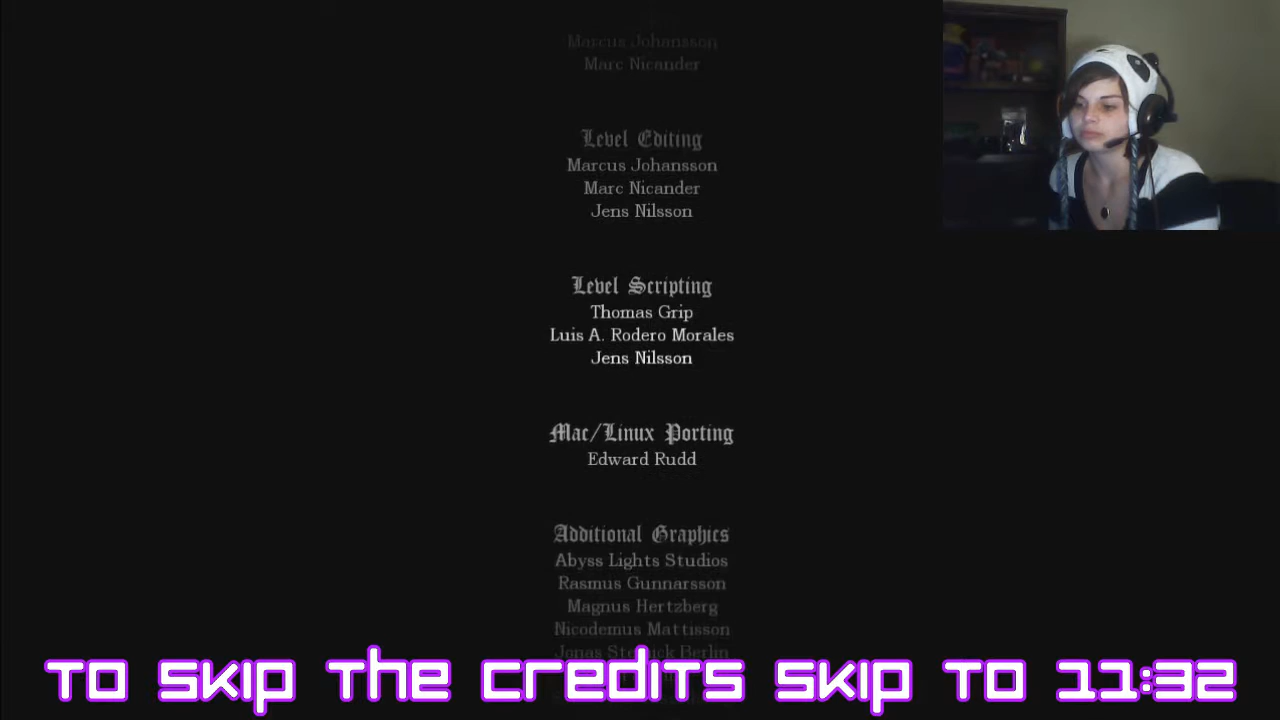 Marcus Johansson
Marc Nicander
Level Editing
Marcus Johansson
Marc Nicander
Jens Nilsson
Level Scripting
Thomas Grip
Luis A. Rodero Morales
Jens Nilsson
Mac/Linux Porting
Edward Rudd
Additional Graphics
Abyss Lights Studios
Rasmus Gunnarsson
Magnus Hertzberg
Nicodemus Mattisson
Jonas Berlin
TO SKIP THE CREDITS SKIP TO 11:32